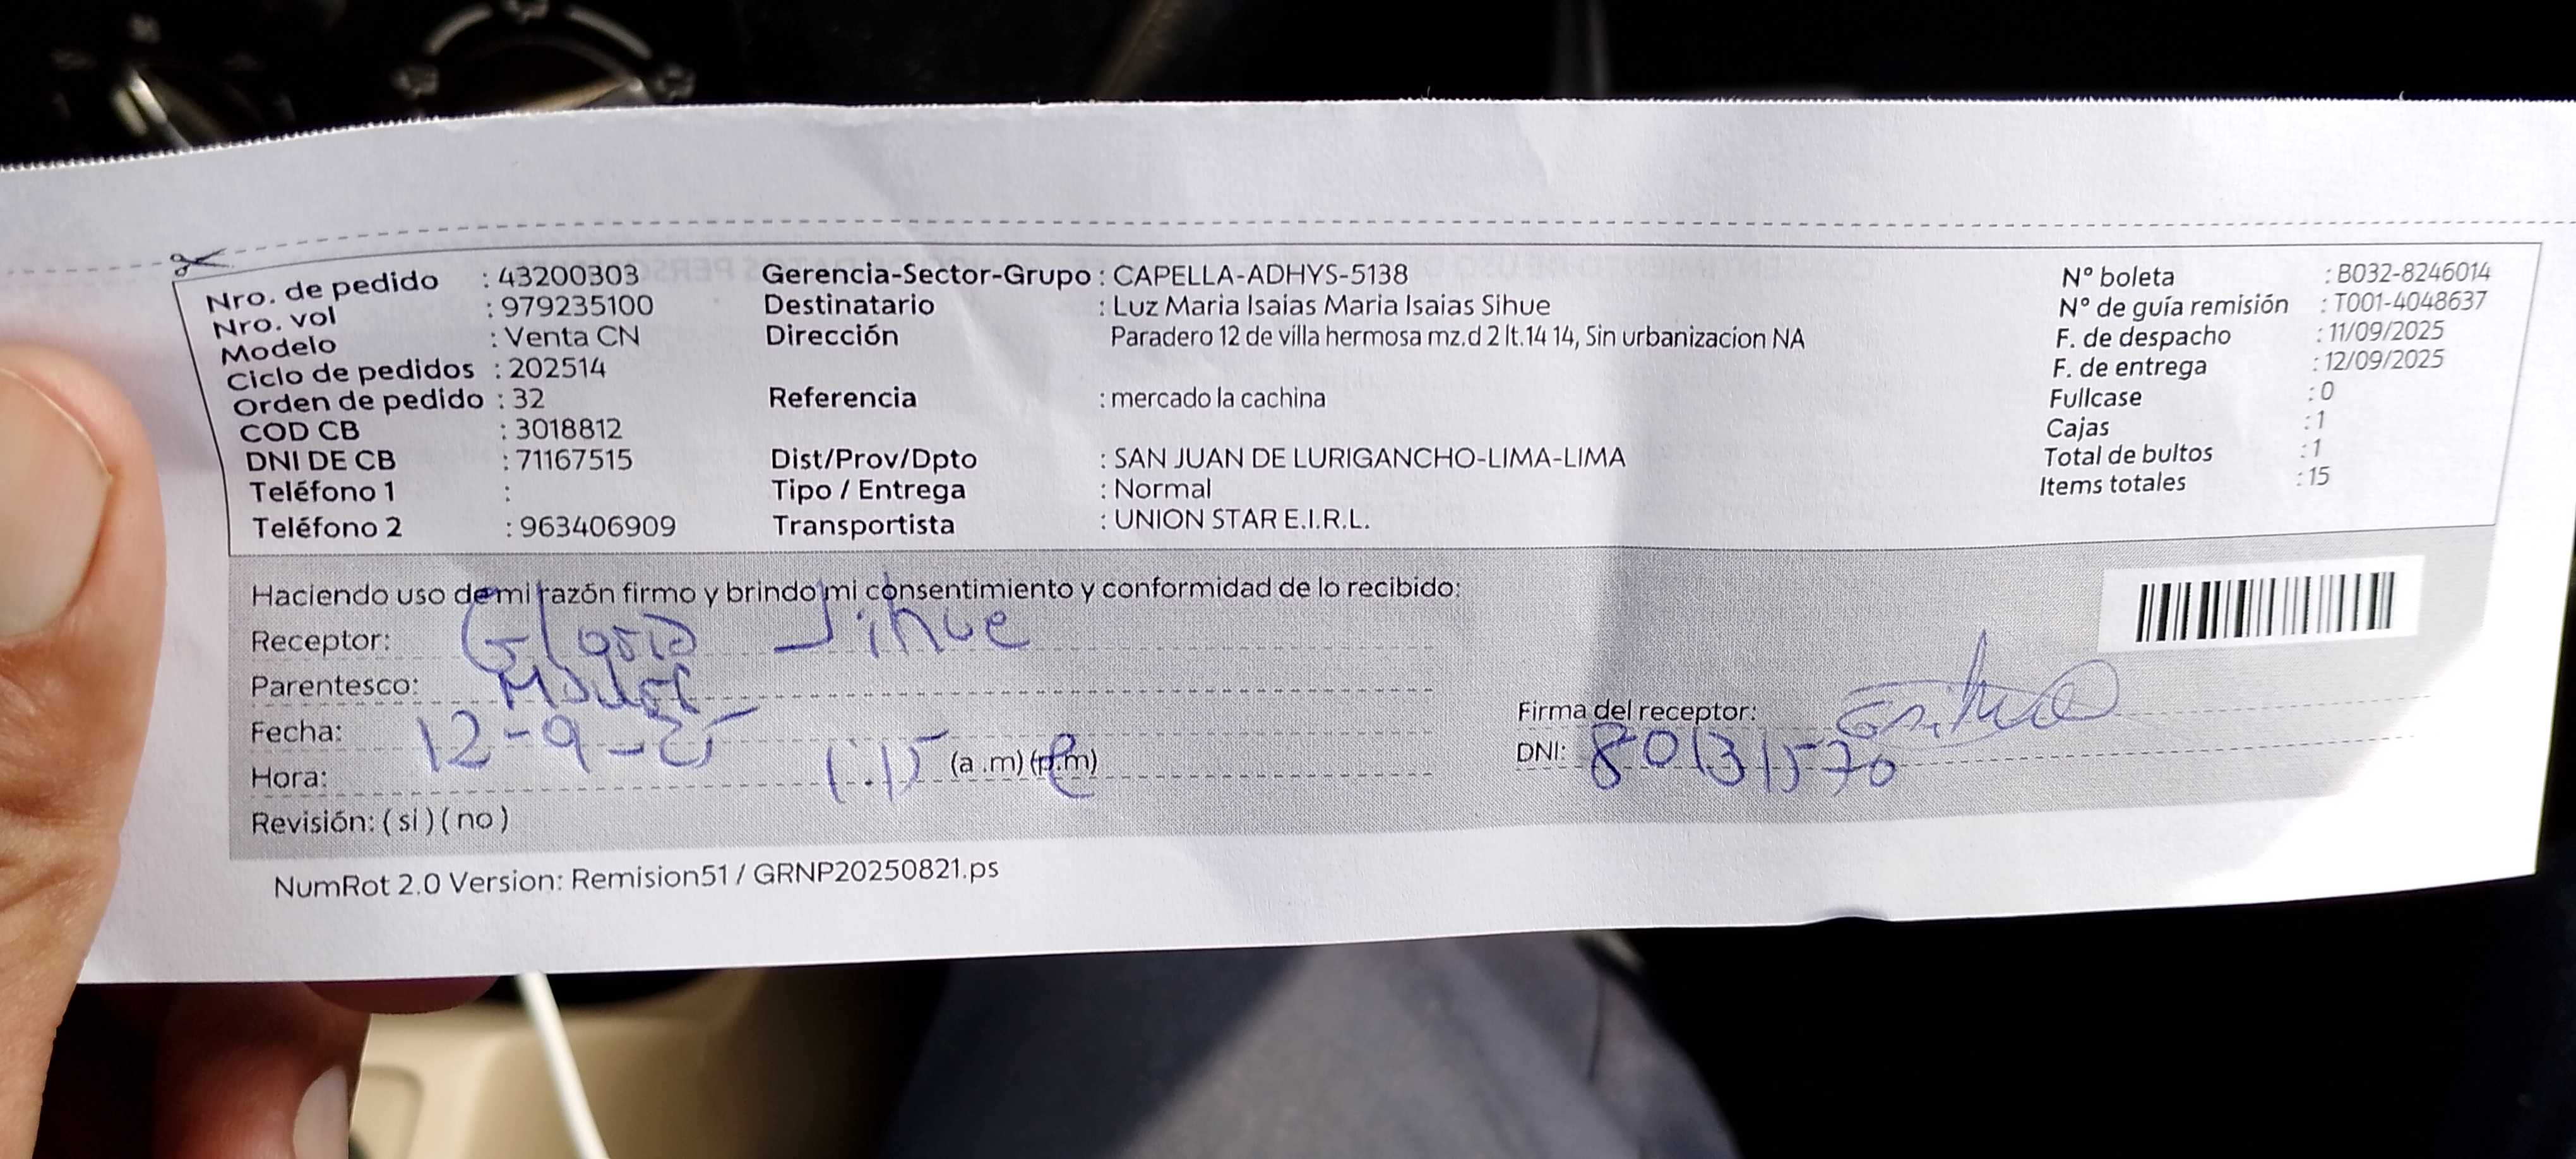 Nro. de pedido : 43200303
Nro. vol : 979235100
Modelo : Venta CN
Ciclo de pedidos : 202514
Orden de pedido : 32
COD CB : 3018812
DNI DE CB : 71167515
Teléfono 1 :
Teléfono 2 : 963406909
Gerencia-Sector-Grupo : CAPELLA-ADHYS-5138
Destinatario : Luz Maria Isaias Maria Isaias Sihue
Dirección Paradero 12 de villa hermosa mz.d 2 lt.14 14, Sin urbanizacion NA
Referencia : mercado la cachina
Dist/Prov/Dpto : SAN JUAN DE LURIGANCHO-LIMA-LIMA
Tipo / Entrega : Normal
Transportista : UNION STAR E.I.R.L.
N° boleta : B032-8246014
N° de guía remisión : T001-4048637
F. de despacho : 11/09/2025
F. de entrega : 12/09/2025
Fullcase : 0
Cajas : 1
Total de bultos : 1
Items totales : 15
Haciendo uso de mi razón firmo y brindo mi consentimiento y conformidad de lo recibido:
Receptor: Gloria Sihue
Parentesco:
Fecha: 12-9-25
Hora: 1:15 (a .m) (p.m)
Revisión: ( si ) ( no )
Firma del receptor:
DNI: 80131570
NumRot 2.0 Version: Remision51 / GRNP20250821.ps